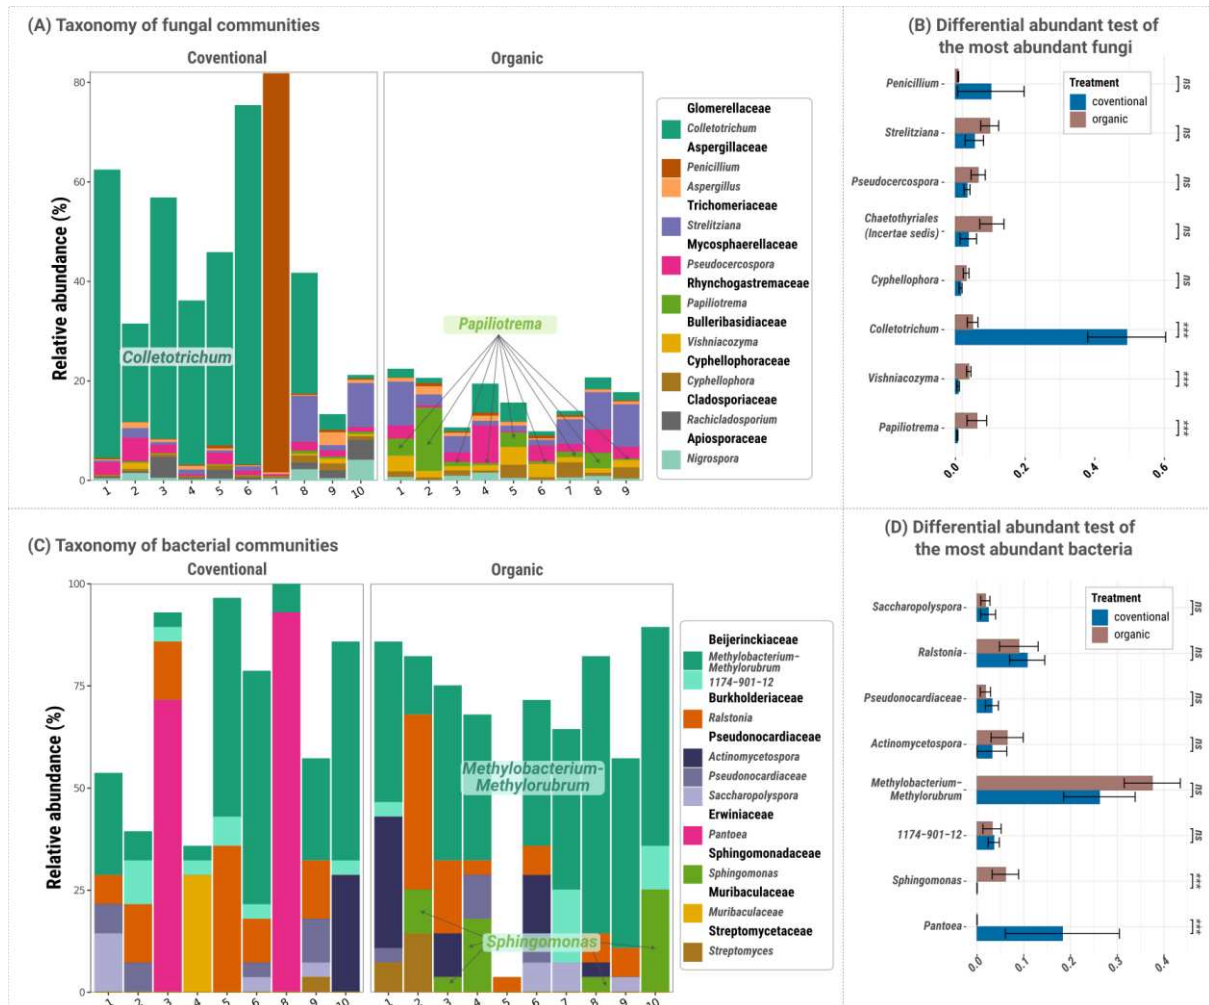 (A) Taxonomy of fungal communities
Coventional
Organic
Relative abundance (%)
80
60
40
20
0
Colletotrichum
Papiliotrema
1 2 3 4 5 6 7 8 9 10
1 2 3 4 5 6 7 8 9
Glomerellaceae
Colletotrichum
Aspergillaceae
Penicillium
Aspergillus
Trichomeriaceae
Strelitziana
Mycosphaerellaceae
Pseudocercospora
Rhynchogastremaceae
Papiliotrema
Bulleribasidiaceae
Vishniacozyma
Cyphellophoraceae
Cyphellophora
Cladosporiaceae
Rachicladosporium
Apiosporaceae
Nigrospora
(B) Differential abundant test of
the most abundant fungi
Penicillium
Strelitziana
Pseudocercospora
Chaetothyriales
(Incertae sedis)
Cyphellophora
Colletotrichum
Vishniacozyma
Papiliotrema
Treatment
coventional
organic
ns
ns
ns
ns
ns
***
***
***
0.0 0.2 0.4 0.6
(C) Taxonomy of bacterial communities
Coventional
Organic
Relative abundance (%)
100
75
50
25
0
Methylobacterium-
Methylorubrum
Sphingomonas
1 2 3 4 5 6 7 8 9 10
1 2 3 4 5 6 7 8 9 10
Beijerinckiaceae
Methylobacterium-
Methylorubrum
1174-901-12
Burkholderiaceae
Ralstonia
Pseudonocardiaceae
Actinomycetospora
Pseudonocardiaceae
Saccharopolyspora
Erwiniaceae
Pantoea
Sphingomonadaceae
Sphingomonas
Muribaculaceae
Muribaculaceae
Streptomycetaceae
Streptomyces
(D) Differential abundant test of
the most abundant bacteria
Saccharopolyspora
Ralstonia
Pseudonocardiaceae
Actinomycetospora
Methylobacterium-
Methylorubrum
1174-901-12
Sphingomonas
Pantoea
Treatment
coventional
organic
ns
ns
ns
ns
ns
ns
***
***
0.0 0.1 0.2 0.3 0.4